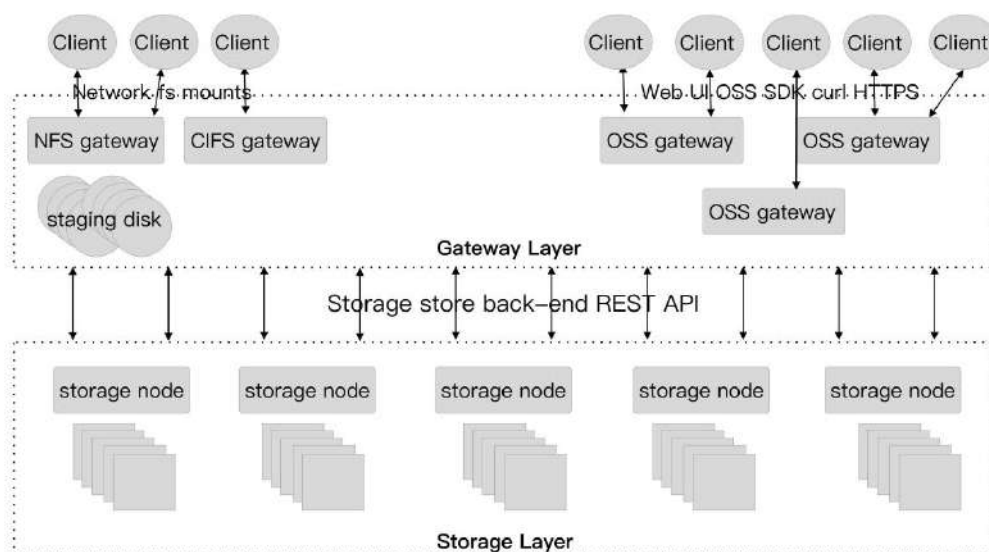 Client Client Client Client Client Client Client Client
Network fs mounts Web UI OSS SDK curl HTTPS
NFS gateway CIFS gateway OSS gateway OSS gateway
staging disk OSS gateway
Gateway Layer
Storage store back-end REST API
storage node storage node storage node storage node storage node
Storage Layer